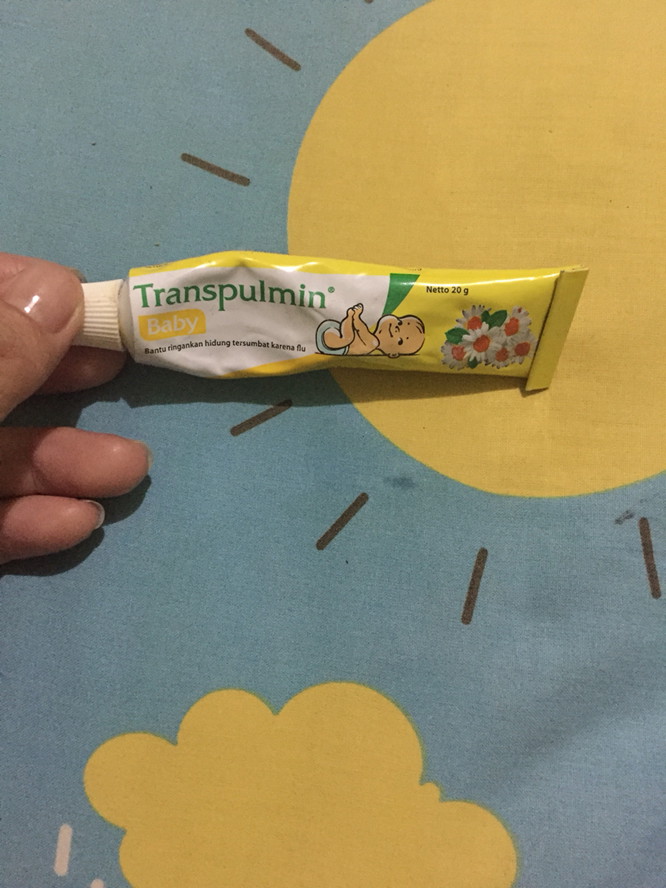 Transpulmin®
Baby
Bantu ringankan hidung tersumbat karena flu
Netto 20 g